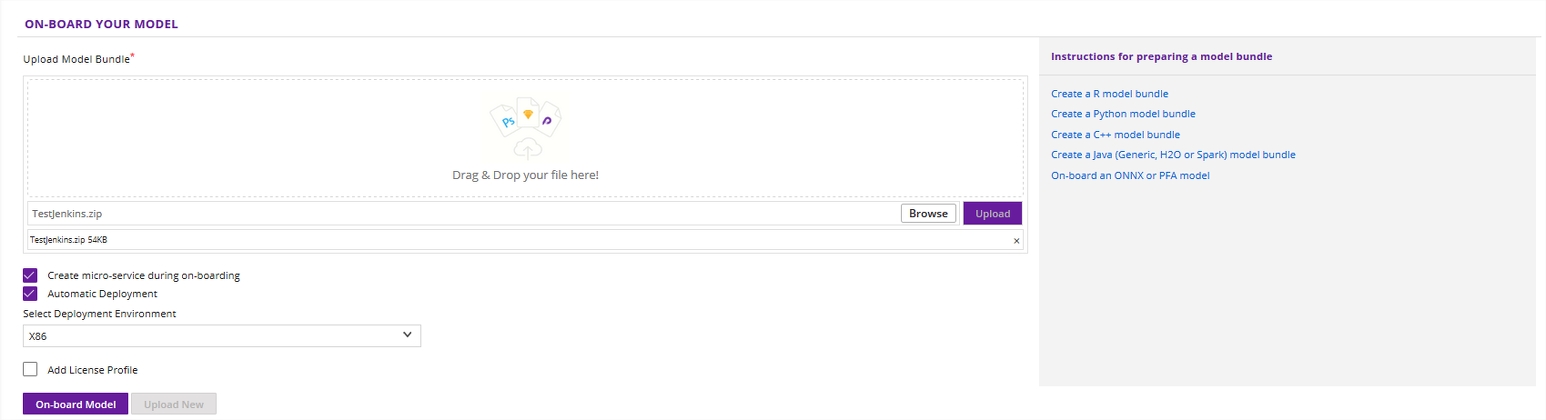 ON-BOARD YOUR MODEL
Upload Model Bundle*
Ps
Drag & Drop your file here!
TestJenkins.zip
Browse
Upload
TestJenkins.zip 54KB
×
Create micro-service during on-boarding
Automatic Deployment
Select Deployment Environment
X86
Add License Profile
On-board Model
Upload New
Instructions for preparing a model bundle
Create a R model bundle
Create a Python model bundle
Create a C++ model bundle
Create a Java (Generic, H2O or Spark) model bundle
On-board an ONNX or PFA model